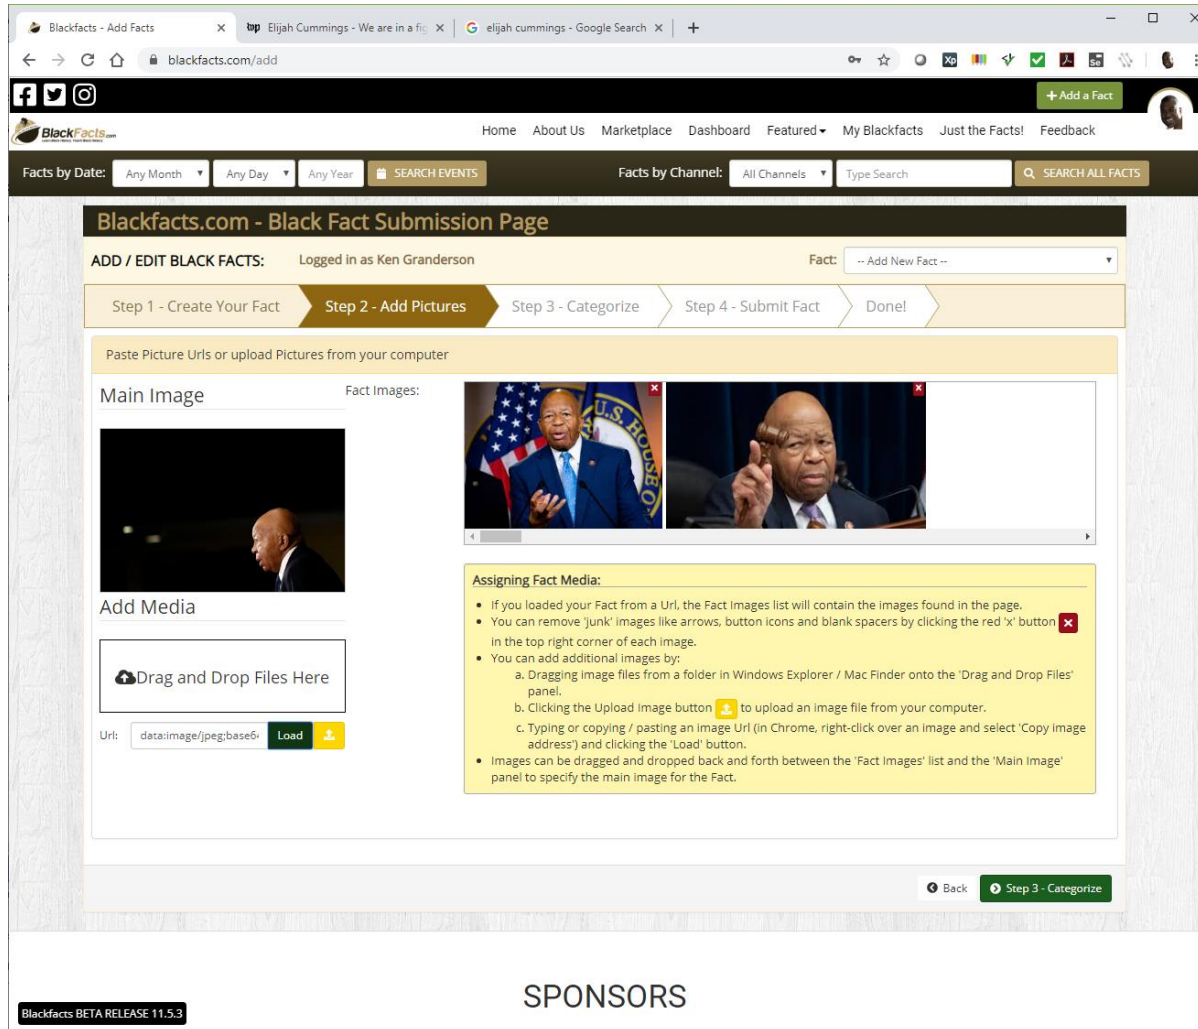 Blackfacts - Add Facts
Elijah Cummings - We are in a fig
elijah cummings - Google Search
blackfacts.com/add
+ Add a Fact
BlackFacts.com
Home About Us Marketplace Dashboard Featured My Blackfacts Just the Facts! Feedback
Facts by Date: Any Month Any Day Any Year SEARCH EVENTS Facts by Channel: All Channels Type Search SEARCH ALL FACTS
Blackfacts.com - Black Fact Submission Page
ADD / EDIT BLACK FACTS: Logged in as Ken Granderson Fact: -- Add New Fact --
Step 1 - Create Your Fact Step 2 - Add Pictures Step 3 - Categorize Step 4 - Submit Fact Done!
Paste Picture Urls or upload Pictures from your computer
Main Image
Fact Images:
Add Media
Drag and Drop Files Here
Url: data:image/jpeg;base64 Load
Assigning Fact Media:
• If you loaded your Fact from a Url, the Fact Images list will contain the images found in the page.
• You can remove 'junk' images like arrows, button icons and blank spacers by clicking the red 'x' button
in the top right corner of each image.
• You can add additional images by:
a. Dragging image files from a folder in Windows Explorer / Mac Finder onto the 'Drag and Drop Files'
panel.
b. Clicking the Upload Image button to upload an image file from your computer.
c. Typing or copying / pasting an image Url (in Chrome, right-click over an image and select 'Copy image
address') and clicking the 'Load' button.
• Images can be dragged and dropped back and forth between the 'Fact Images' list and the 'Main Image'
panel to specify the main image for the Fact.
Back Step 3 - Categorize
SPONSORS
Blackfacts BETA RELEASE 11.5.3